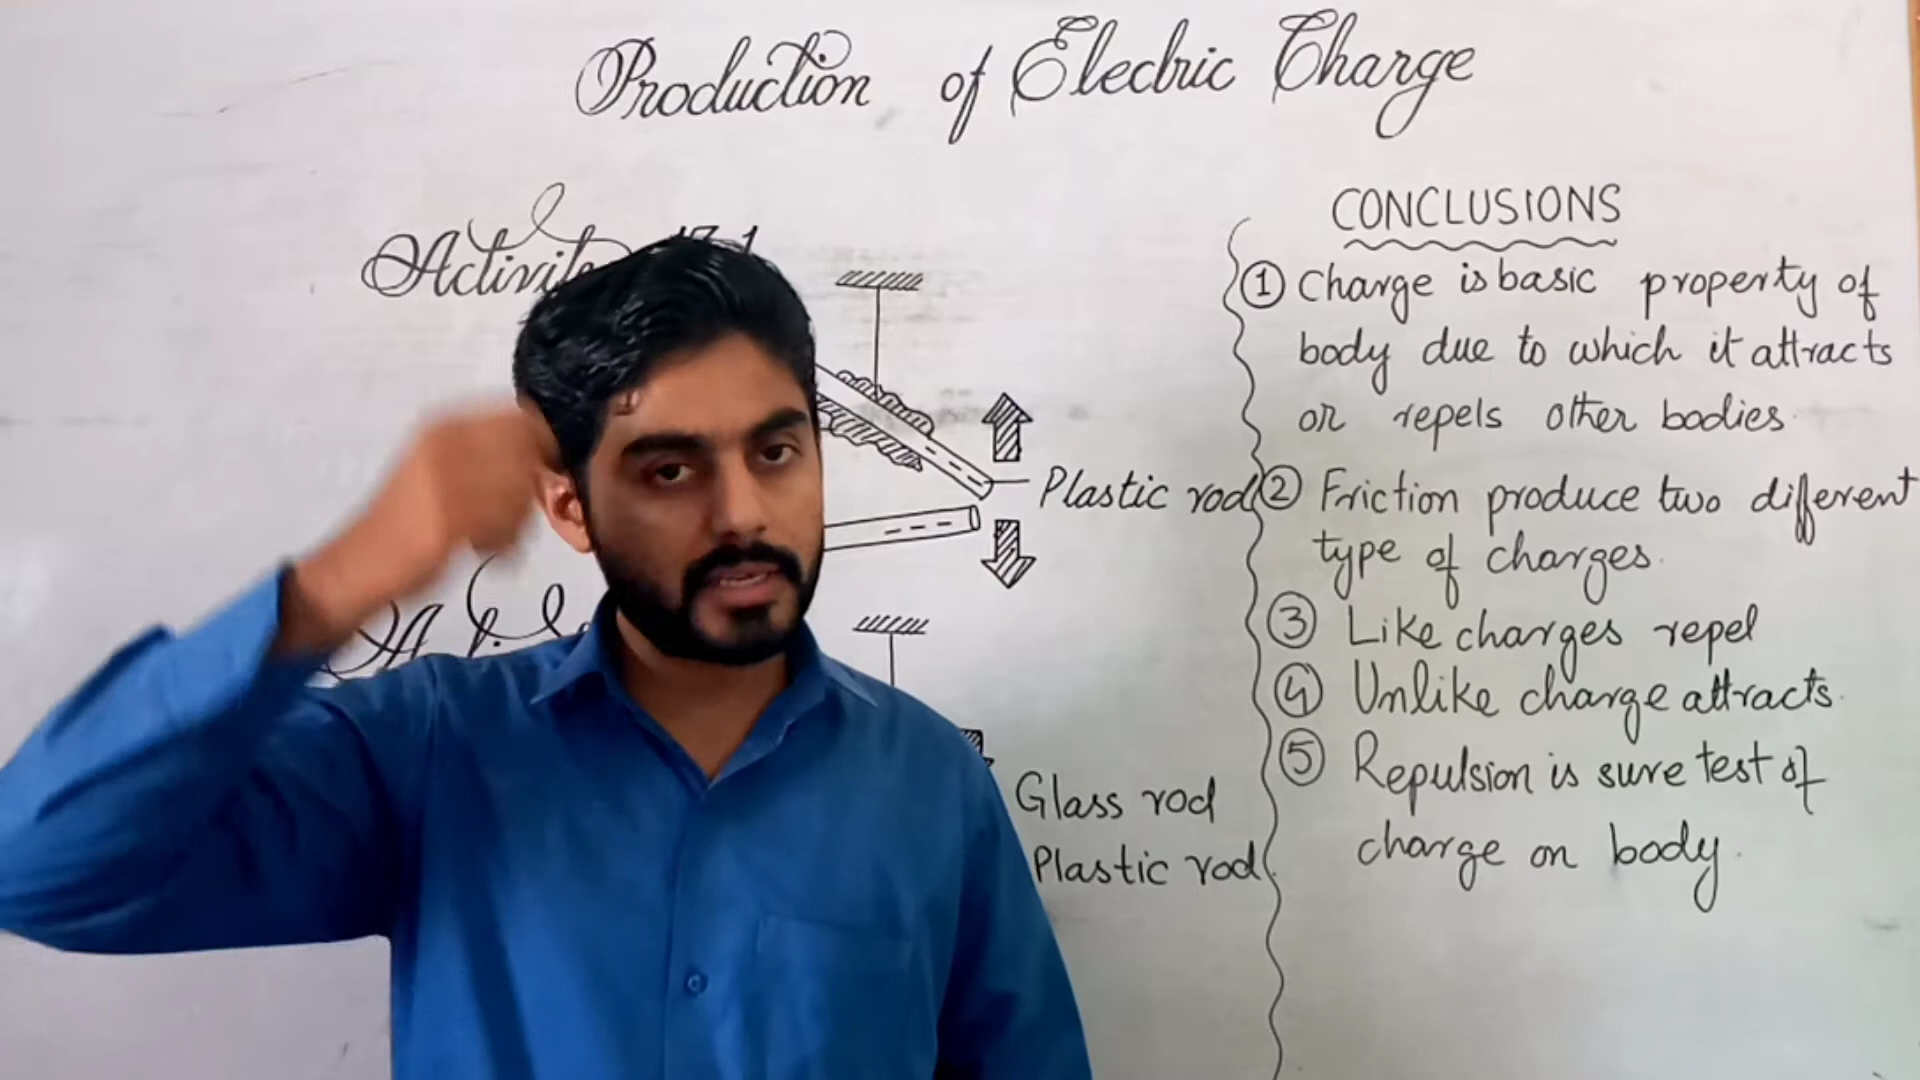 Production of Electric Charge
CONCLUSIONS
① Charge is basic property of
body due to which it attracts
or repels other bodies.
Plastic rod
② Friction produce two different
type of charges.
③ Like charges repel
④ Unlike charge attracts.
⑤ Repulsion is sure test of
charge on body.
Glass rod
Plastic rod